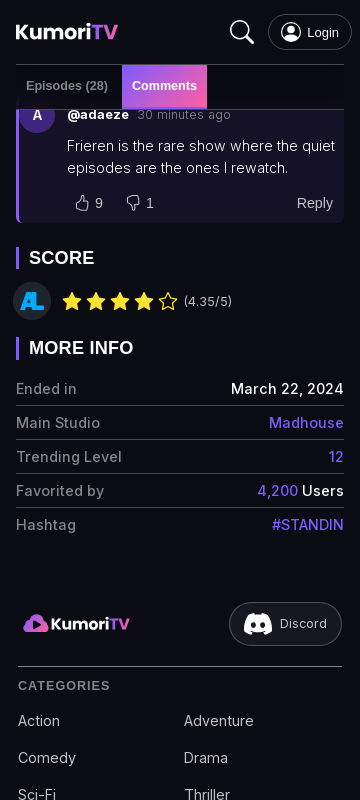 KumoriTV
Login
Episodes (28)
Comments
A
@adaeze 30 minutes ago
Frieren is the rare show where the quiet
episodes are the ones I rewatch.
9
1
Reply
SCORE
AL
(4.35/5)
MORE INFO
Ended in
March 22, 2024
Main Studio
Madhouse
Trending Level
12
Favorited by
4,200 Users
Hashtag
#STANDIN
KumoriTV
Discord
CATEGORIES
Action
Adventure
Comedy
Drama
Sci-Fi
Thriller